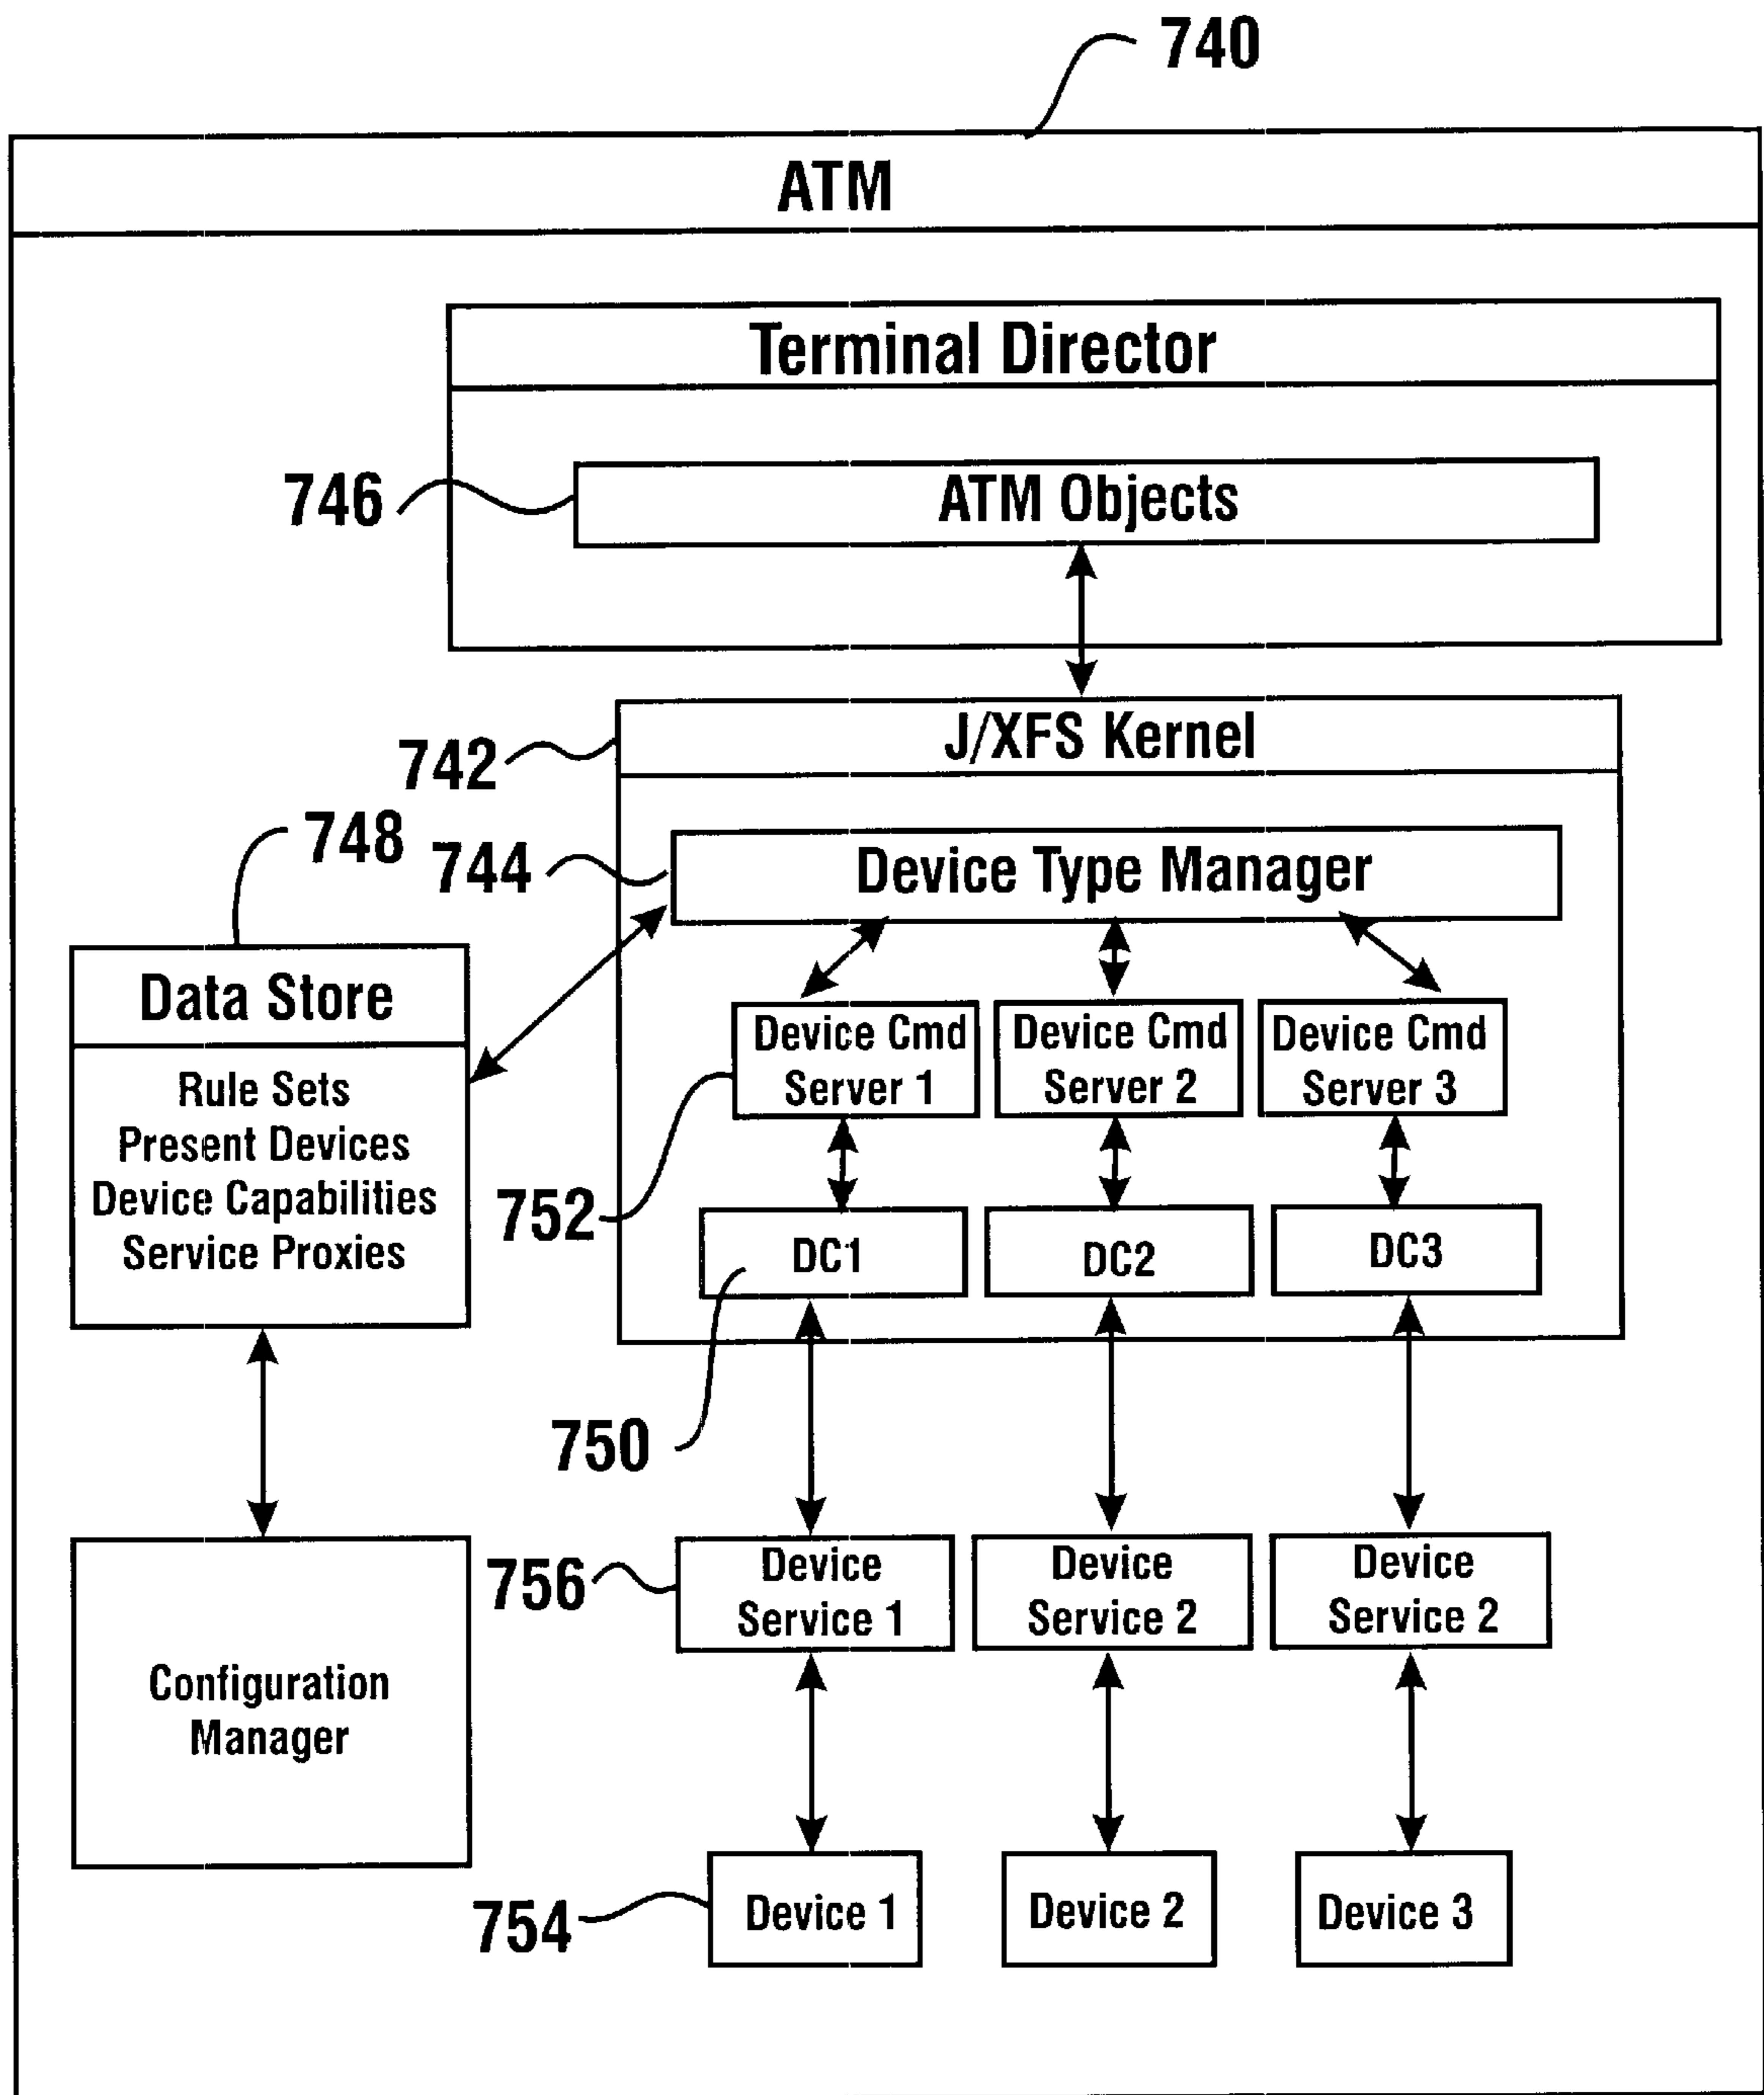 740
ATM
Terminal Director
746
ATM Objects
742
J/XFS Kernel
748
744
Device Type Manager
Data Store
Rule Sets
Present Devices
Device Capabilities
Service Proxies
Device Cmd
Server 1
Device Cmd
Server 2
Device Cmd
Server 3
752
DC1
DC2
DC3
750
756
Device
Service 1
Device
Service 2
Device
Service 2
Configuration
Manager
754
Device 1
Device 2
Device 3